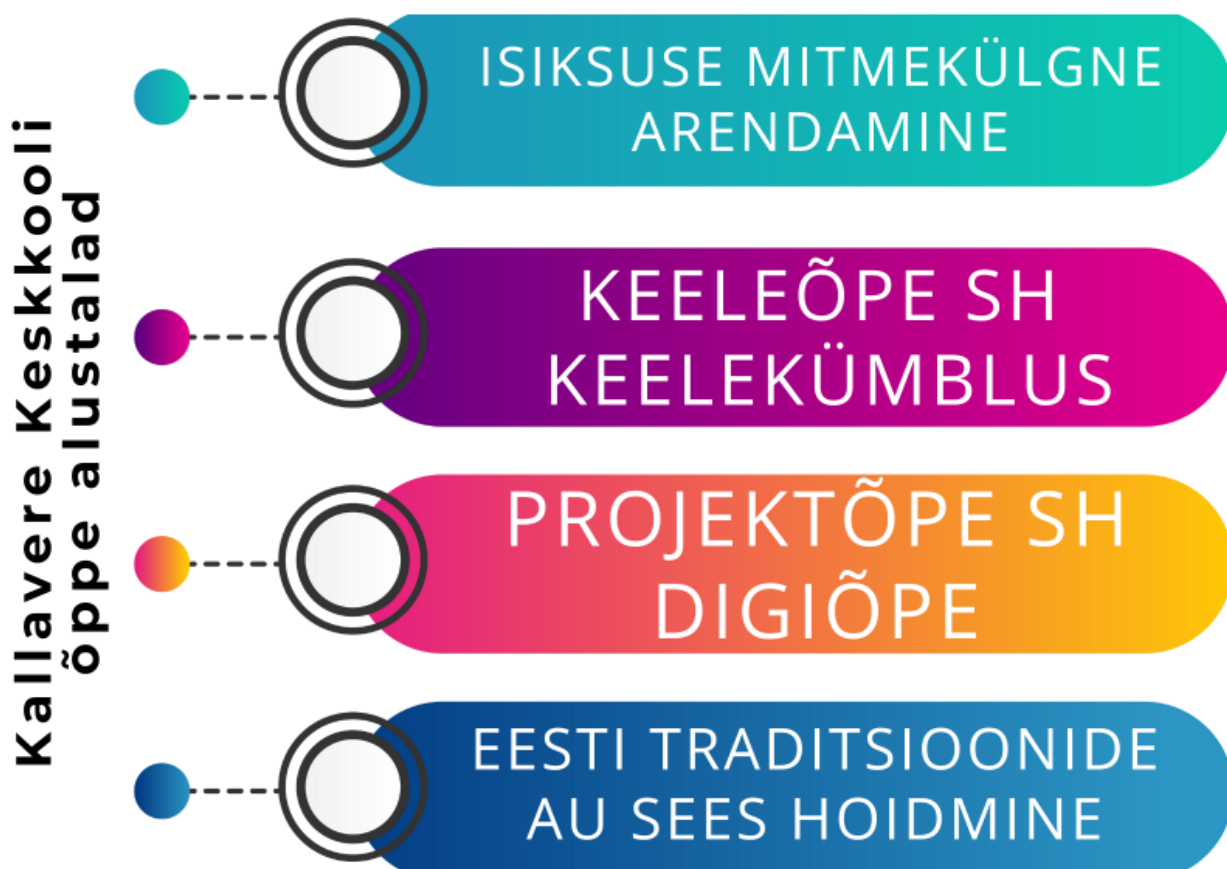 Kallavere Keskkooli
õppe alustalad
ISIKSUSE MITMEKÜLGNE
ARENDAMINE
KEELEÕPE SH
KEELEKÜMBLUS
PROJEKTÕPE SH
DIGIÕPE
EESTI TRADITSIOONIDE
AU SEES HOIDMINE